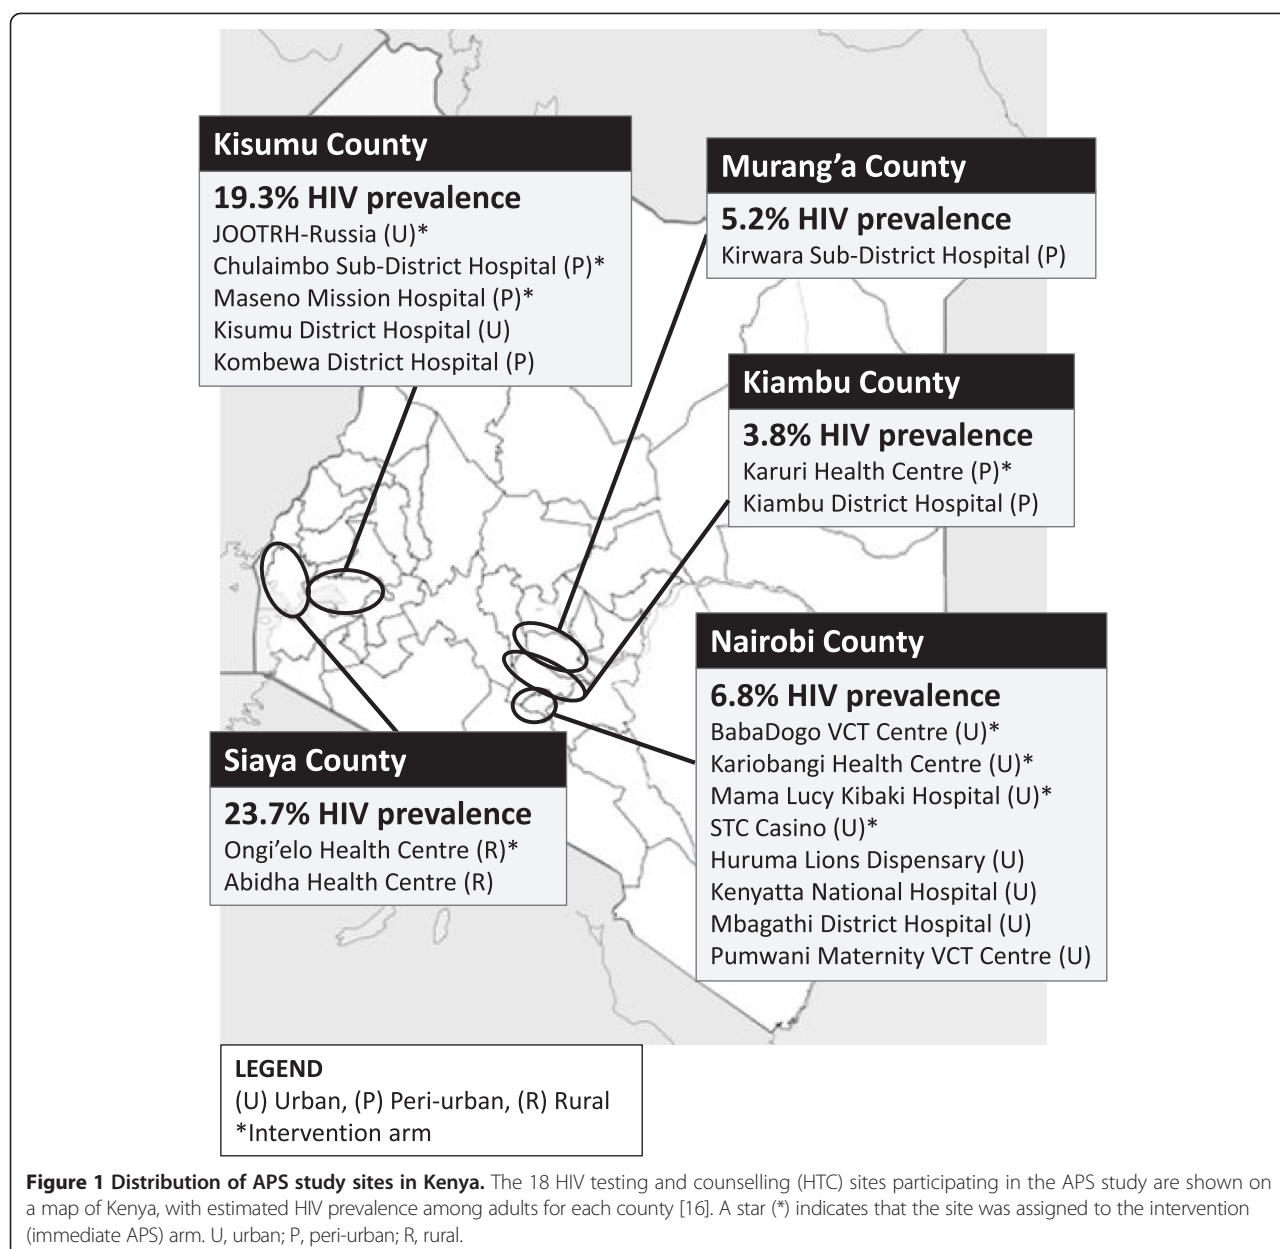 Kisumu County
19.3% HIV prevalence
JOOTRH-Russia (U)*
Chulaimbo Sub-District Hospital (P)*
Maseno Mission Hospital (P)*
Kisumu District Hospital (U)
Kombewa District Hospital (P)
Murang’a County
5.2% HIV prevalence
Kirwara Sub-District Hospital (P)
Kiambu County
3.8% HIV prevalence
Karuri Health Centre (P)*
Kiambu District Hospital (P)
Nairobi County
6.8% HIV prevalence
BabaDogo VCT Centre (U)*
Kariobangi Health Centre (U)*
Mama Lucy Kibaki Hospital (U)*
STC Casino (U)*
Huruma Lions Dispensary (U)
Kenyatta National Hospital (U)
Mbagathi District Hospital (U)
Pumwani Maternity VCT Centre (U)
Siaya County
23.7% HIV prevalence
Ongi’elo Health Centre (R)*
Abidha Health Centre (R)
LEGEND
(U) Urban, (P) Peri-urban, (R) Rural
*Intervention arm
Figure 1 Distribution of APS study sites in Kenya. The 18 HIV testing and counselling (HTC) sites participating in the APS study are shown on
a map of Kenya, with estimated HIV prevalence among adults for each county [16]. A star (*) indicates that the site was assigned to the intervention
(immediate APS) arm. U, urban; P, peri-urban; R, rural.